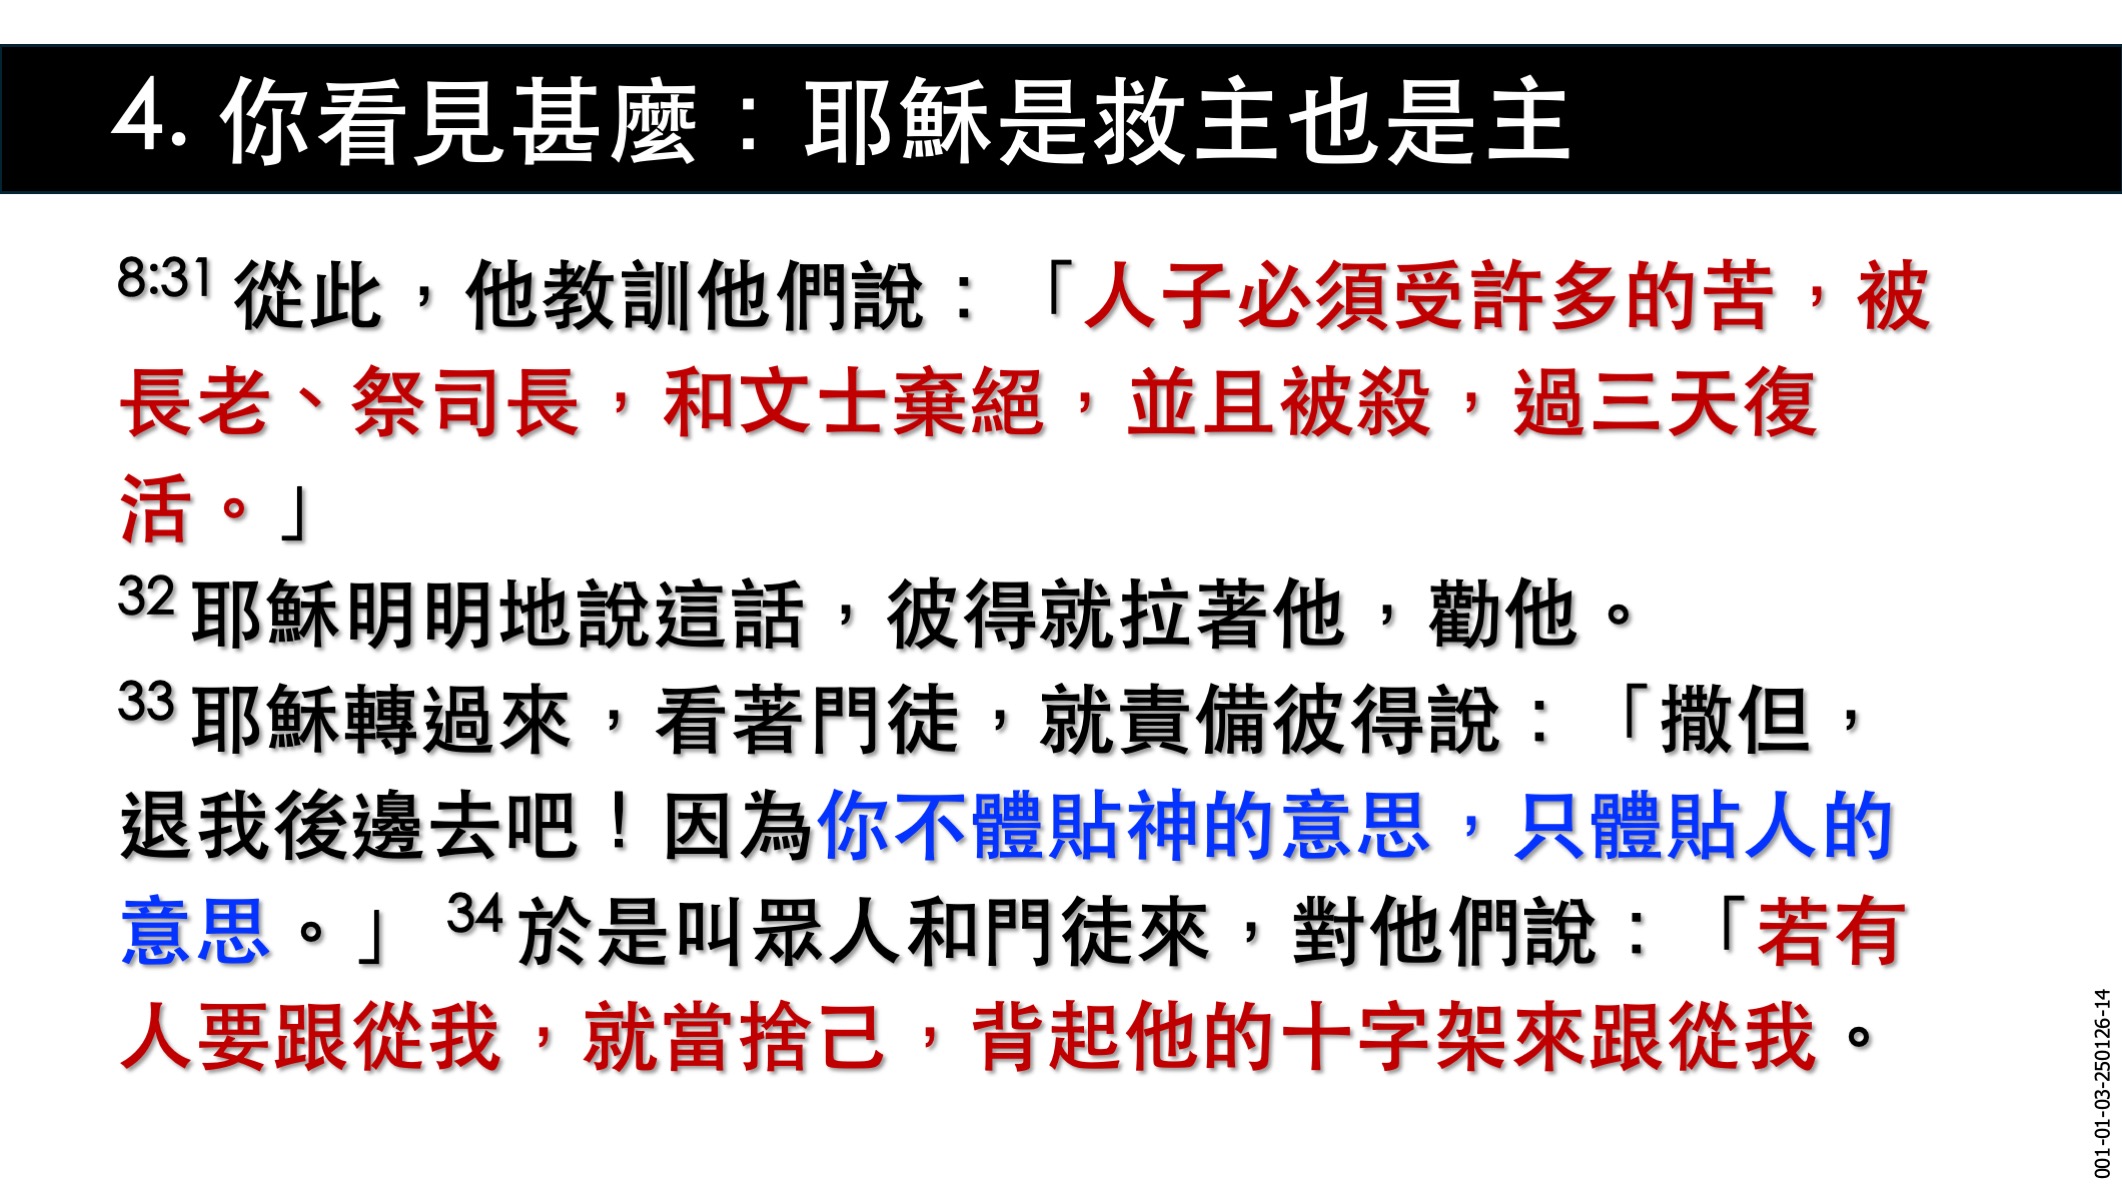 4. 你看見甚麼：耶穌是救主也是主
8:31 從此，他教訓他們說：「人子必須受許多的苦，被
長老、祭司長，和文士棄絕，並且被殺，過三天復
活。」
32 耶穌明明地說這話，彼得就拉著他，勸他。
33 耶穌轉過來，看著門徒，就責備彼得說：「撒但，
退我後邊去吧！因為你不體貼神的意思，只體貼人的
意思。」 34 於是叫眾人和門徒來，對他們說：「若有
人要跟從我，就當捨己，背起他的十字架來跟從我。
001-01-03-250126-14